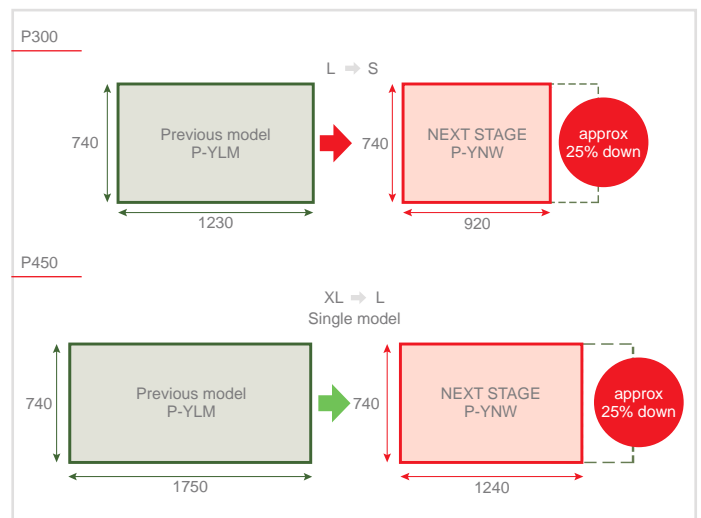 P300
L → S
740
Previous model
P-YLM
740
NEXT STAGE
P-YNW
approx
25% down
1230
920
P450
XL → L
Single model
740
Previous model
P-YLM
740
NEXT STAGE
P-YNW
approx
25% down
1750
1240